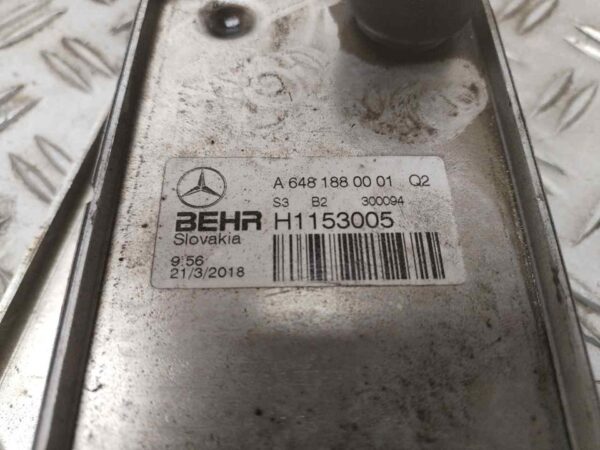 A 648 188 00 01 Q2
S3 B2 300094
BEHR H1153005
Slovakia
9:56
21/3/2018